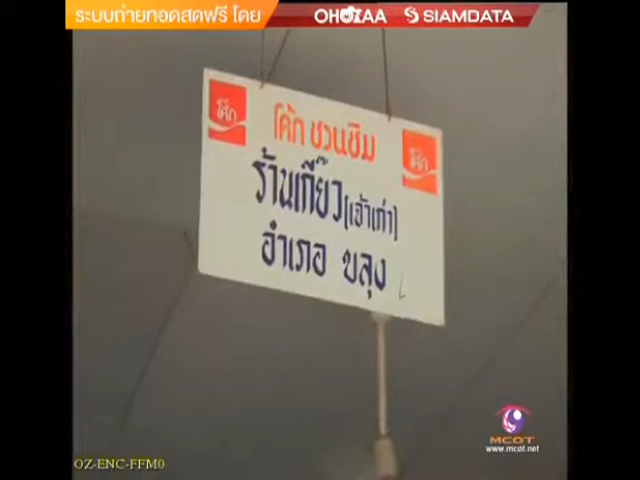 ระบบถ่ายทอดสดฟรี โดย OHOZAA SIAMDATA
โค้ก โค้ก ชวนชิม โค้ก
ร้านเกี๊ยว (เจ้าเก่า)
อำเภอ ขลุง
MCOT
www.mcot.net
OZ-ENC-FFM0